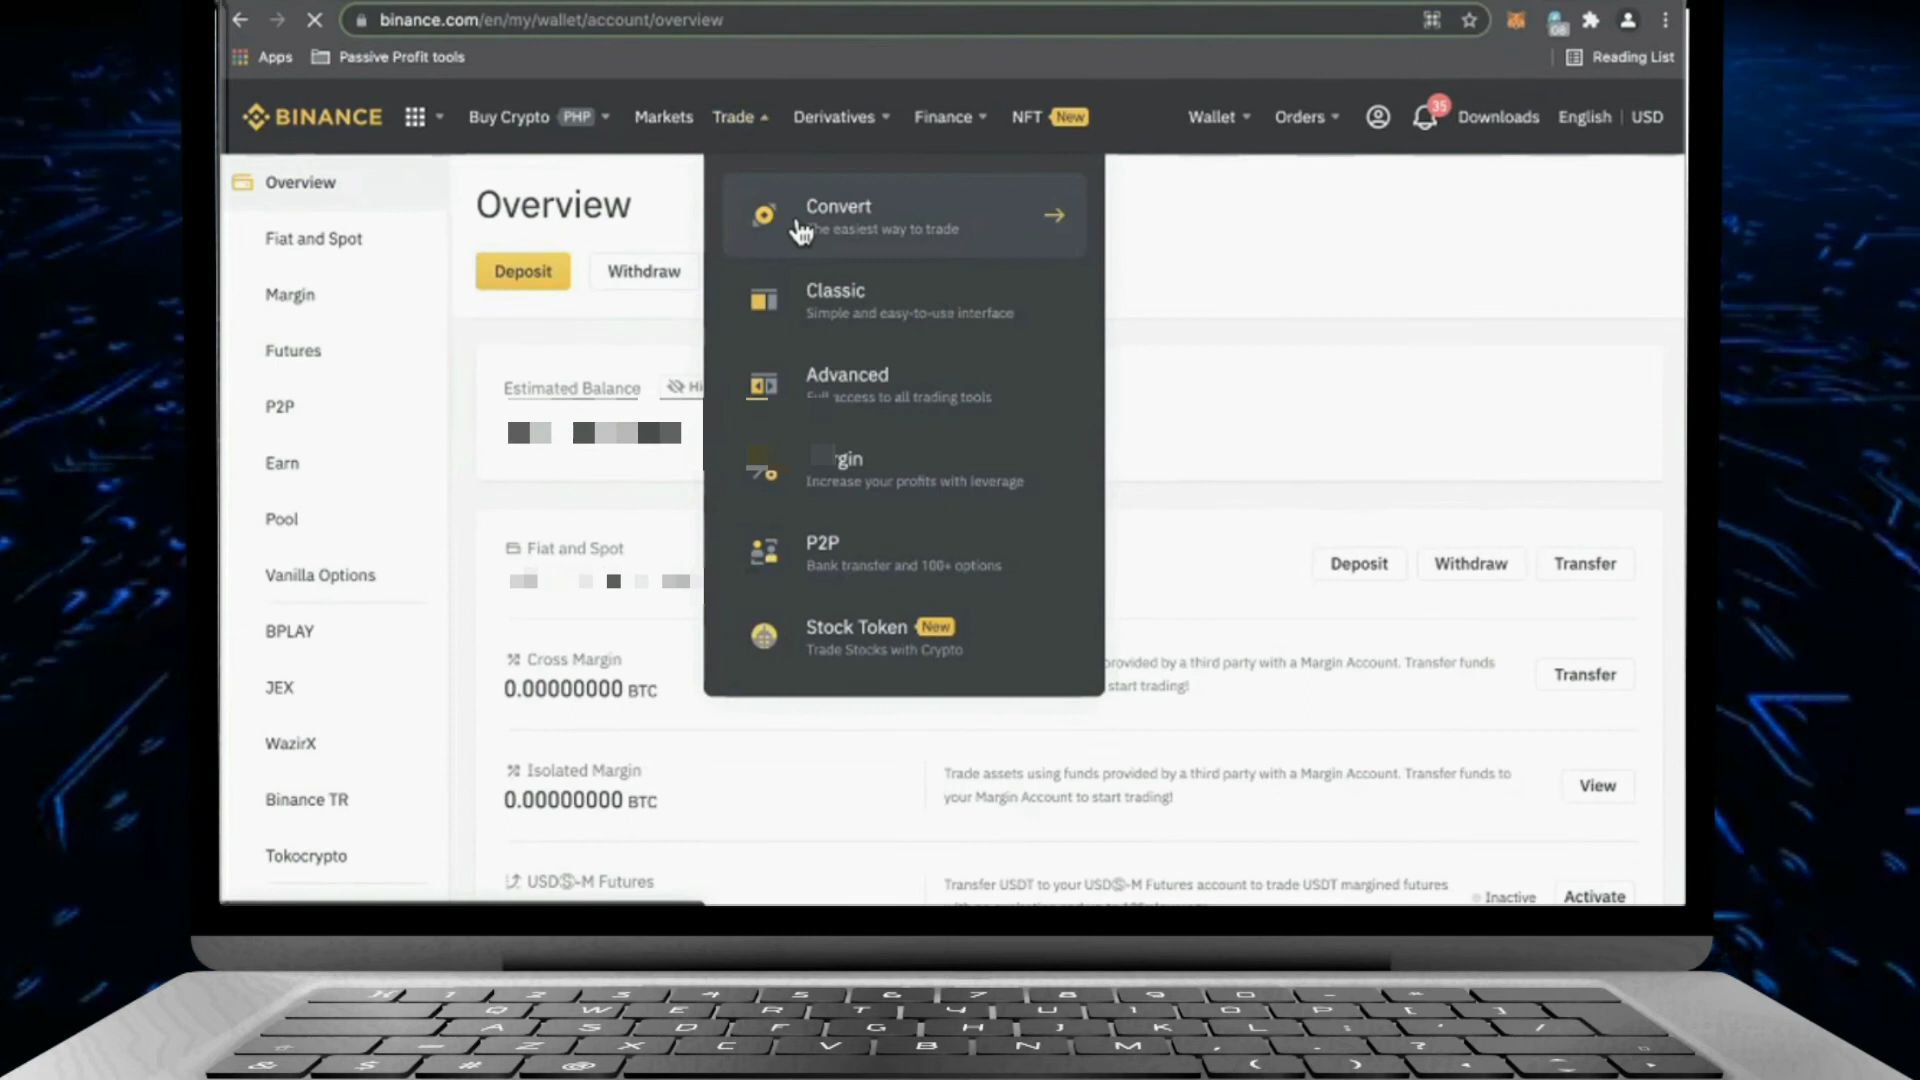 binance.com/en/my/wallet/account/overview
Apps Passive Profit tools Reading List
BINANCE Buy Crypto PHP Markets Trade Derivatives Finance NFT New Wallet Orders 35 Downloads English USD
Overview
Fiat and Spot
Margin
Futures
P2P
Earn
Pool
Vanilla Options
BPLAY
JEX
WazirX
Binance TR
Tokocrypto
Overview
Deposit Withdraw
Estimated Balance
Convert
The easiest way to trade
Classic
Simple and easy-to-use interface
Advanced
Full access to all trading tools
Increase your profits with leverage
P2P
Bank transfer and 100+ options
Stock Token New
Trade Stocks with Crypto
Fiat and Spot
Deposit Withdraw Transfer
Cross Margin
0.00000000 BTC
provided by a third party with a Margin Account. Transfer funds
start trading!
Transfer
Isolated Margin
0.00000000 BTC
Trade assets using funds provided by a third party with a Margin Account. Transfer funds to
your Margin Account to start trading!
View
USDⓈ-M Futures
Transfer USDT to your USDⓈ-M Futures account to trade USDT margined futures
Inactive Activate